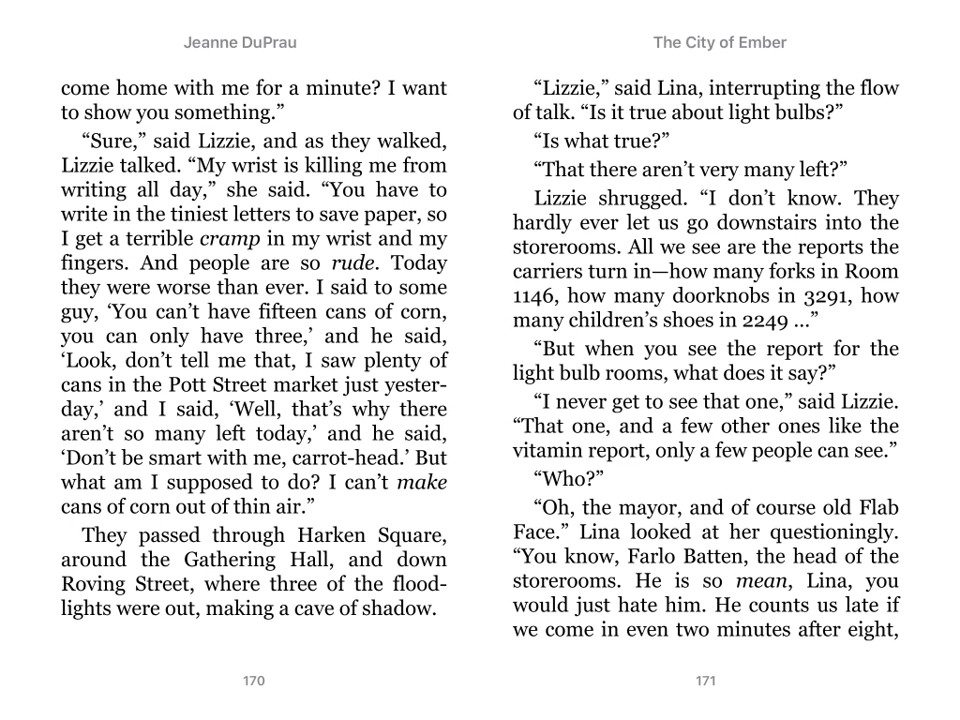 Jeanne DuPrau
come home with me for a minute? I want
to show you something.”
“Sure,” said Lizzie, and as they walked,
Lizzie talked. “My wrist is killing me from
writing all day,” she said. “You have to
write in the tiniest letters to save paper, so
I get a terrible cramp in my wrist and my
fingers. And people are so rude. Today
they were worse than ever. I said to some
guy, ‘You can’t have fifteen cans of corn,
you can only have three,’ and he said,
‘Look, don’t tell me that, I saw plenty of
cans in the Pott Street market just yester-
day,’ and I said, ‘Well, that’s why there
aren’t so many left today,’ and he said,
‘Don’t be smart with me, carrot-head.’ But
what am I supposed to do? I can’t make
cans of corn out of thin air.”
They passed through Harken Square,
around the Gathering Hall, and down
Roving Street, where three of the flood-
lights were out, making a cave of shadow.
170
The City of Ember
“Lizzie,” said Lina, interrupting the flow
of talk. “Is it true about light bulbs?”
“Is what true?”
“That there aren’t very many left?”
Lizzie shrugged. “I don’t know. They
hardly ever let us go downstairs into the
storerooms. All we see are the reports the
carriers turn in—how many forks in Room
1146, how many doorknobs in 3291, how
many children’s shoes in 2249 …”
“But when you see the report for the
light bulb rooms, what does it say?”
“I never get to see that one,” said Lizzie.
“That one, and a few other ones like the
vitamin report, only a few people can see.”
“Who?”
“Oh, the mayor, and of course old Flab
Face.” Lina looked at her questioningly.
“You know, Farlo Batten, the head of the
storerooms. He is so mean, Lina, you
would just hate him. He counts us late if
we come in even two minutes after eight,
171